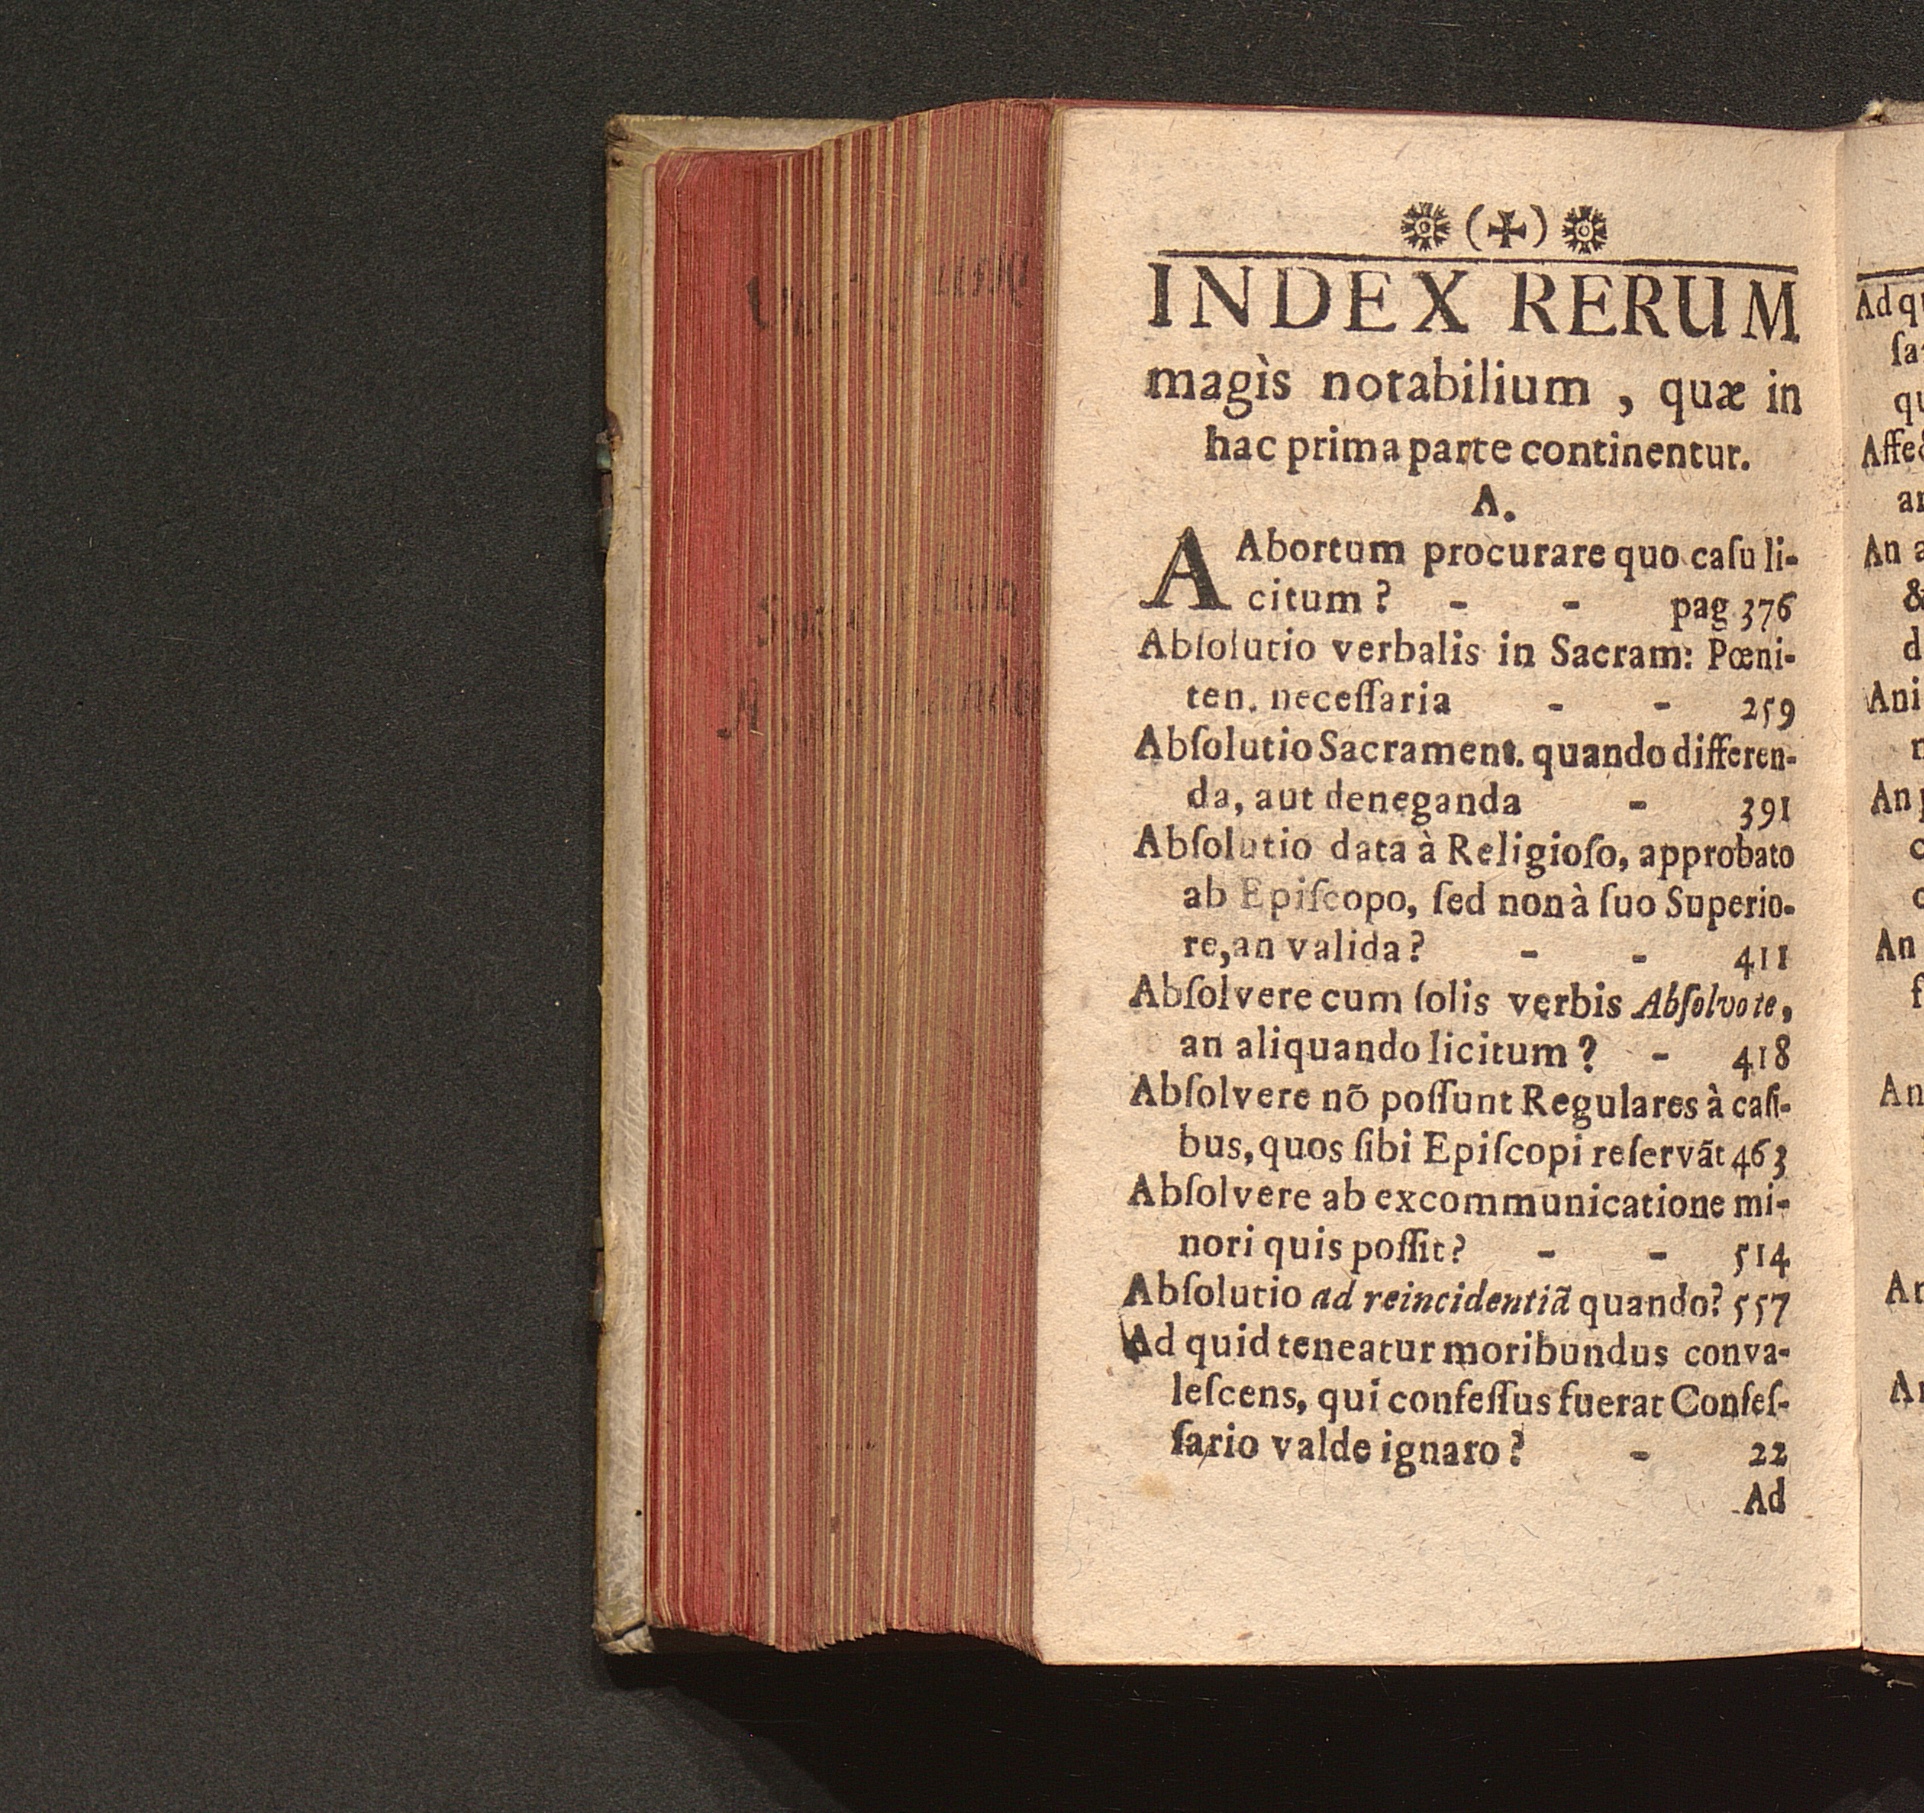 (✠)
INDEX RERUM
magìs notabilium, quæ in
hac prima parte continentur.
A.
AAbortum procurare quo caſu li-
citum? - - pag 376
Abſolutio verbalis in Sacram: Pœni-
ten. neceſſaria - - 259
Abſolutio Sacrament. quando differen-
da, aut deneganda - 391
Abſolutio data à Religioſo, approbato
ab Epiſcopo, ſed non à ſuo Superio-
re, an valida? - - 411
Abſolvere cum ſolis verbis Abſolvo te,
an aliquando licitum? - 418
Abſolvere nõ poſſunt Regulares à caſi-
bus, quos ſibi Epiſcopi reſervãt 463
Abſolvere ab excommunicatione mi-
nori quis poſſit? - - 514
Abſolutio ad reincidentiã quando? 557
Ad quid teneatur moribundus conva-
leſcens, qui confeſſus fuerat Confeſ-
ſario valde ignaro? - 22
Ad
Ad
An
An
An